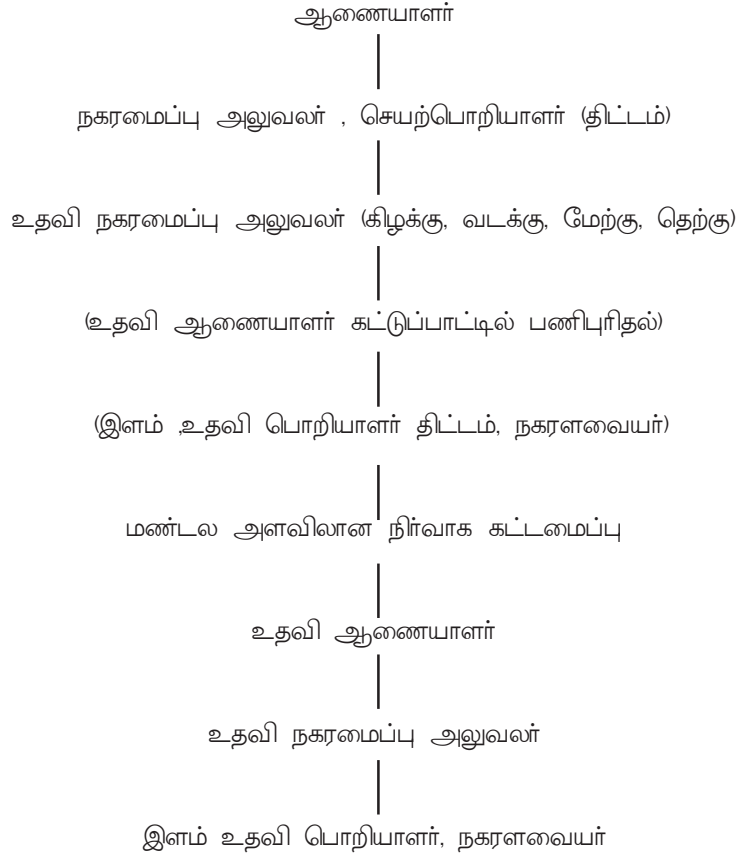 ஆணையாளர்
நகரமைப்பு அலுவலர் , செயற்பொறியாளர் (திட்டம்)
உதவி நகரமைப்பு அலுவலர் (கிழக்கு, வடக்கு, மேற்கு, தெற்கு)
(உதவி ஆணையாளர் கட்டுப்பாட்டில் பணிபுரிதல்)
(இளம் ,உதவி பொறியாளர் திட்டம், நகரளவையர்)
மண்டல அளவிலான நிர்வாக கட்டமைப்பு
உதவி ஆணையாளர்
உதவி நகரமைப்பு அலுவலர்
இளம் உதவி பொறியாளர், நகரளவையர்